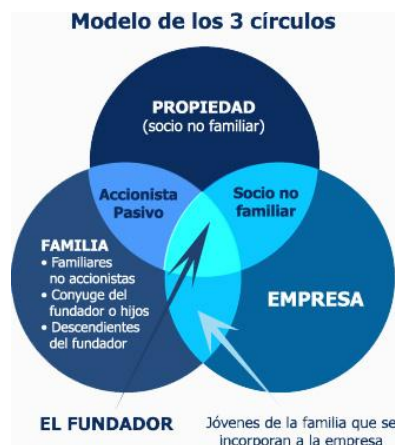 Modelo de los 3 círculos
PROPIEDAD
(socio no familiar)
Accionista
Pasivo
Socio no
familiar
FAMILIA
• Familiares
no accionistas
• Conyuge del
fundador o hijos
• Descendientes
del fundador
EMPRESA
EL FUNDADOR
Jóvenes de la familia que se
incorporan a la empresa